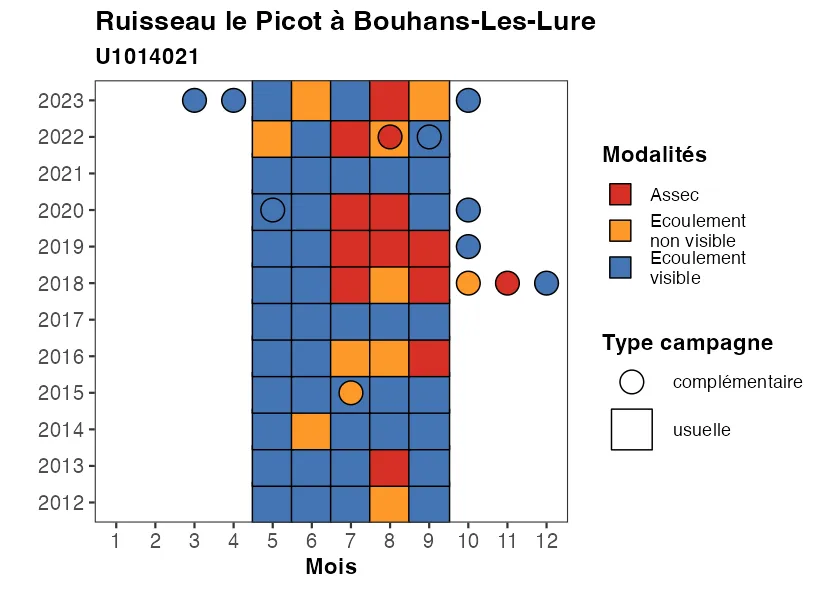 Ruisseau le Picot à Bouhans-Les-Lure
U1014021
2023
2022
2021
2020
2019
2018
2017
2016
2015
2014
2013
2012
1 2 3 4 5 6 7 8 9 10 11 12
Mois
Modalités
Assec
Ecoulement
non visible
Ecoulement
visible
Type campagne
complémentaire
usuelle